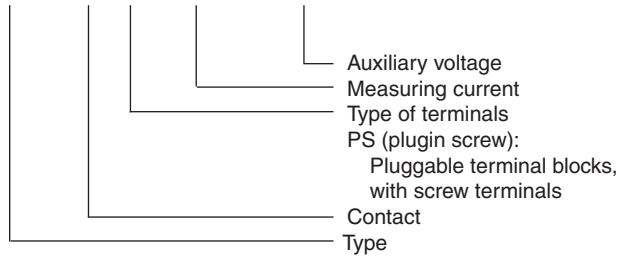 Auxiliary voltage
Measuring current
Type of terminals
PS (plugin screw):
Pluggable terminal blocks,
with screw terminals
Contact
Type